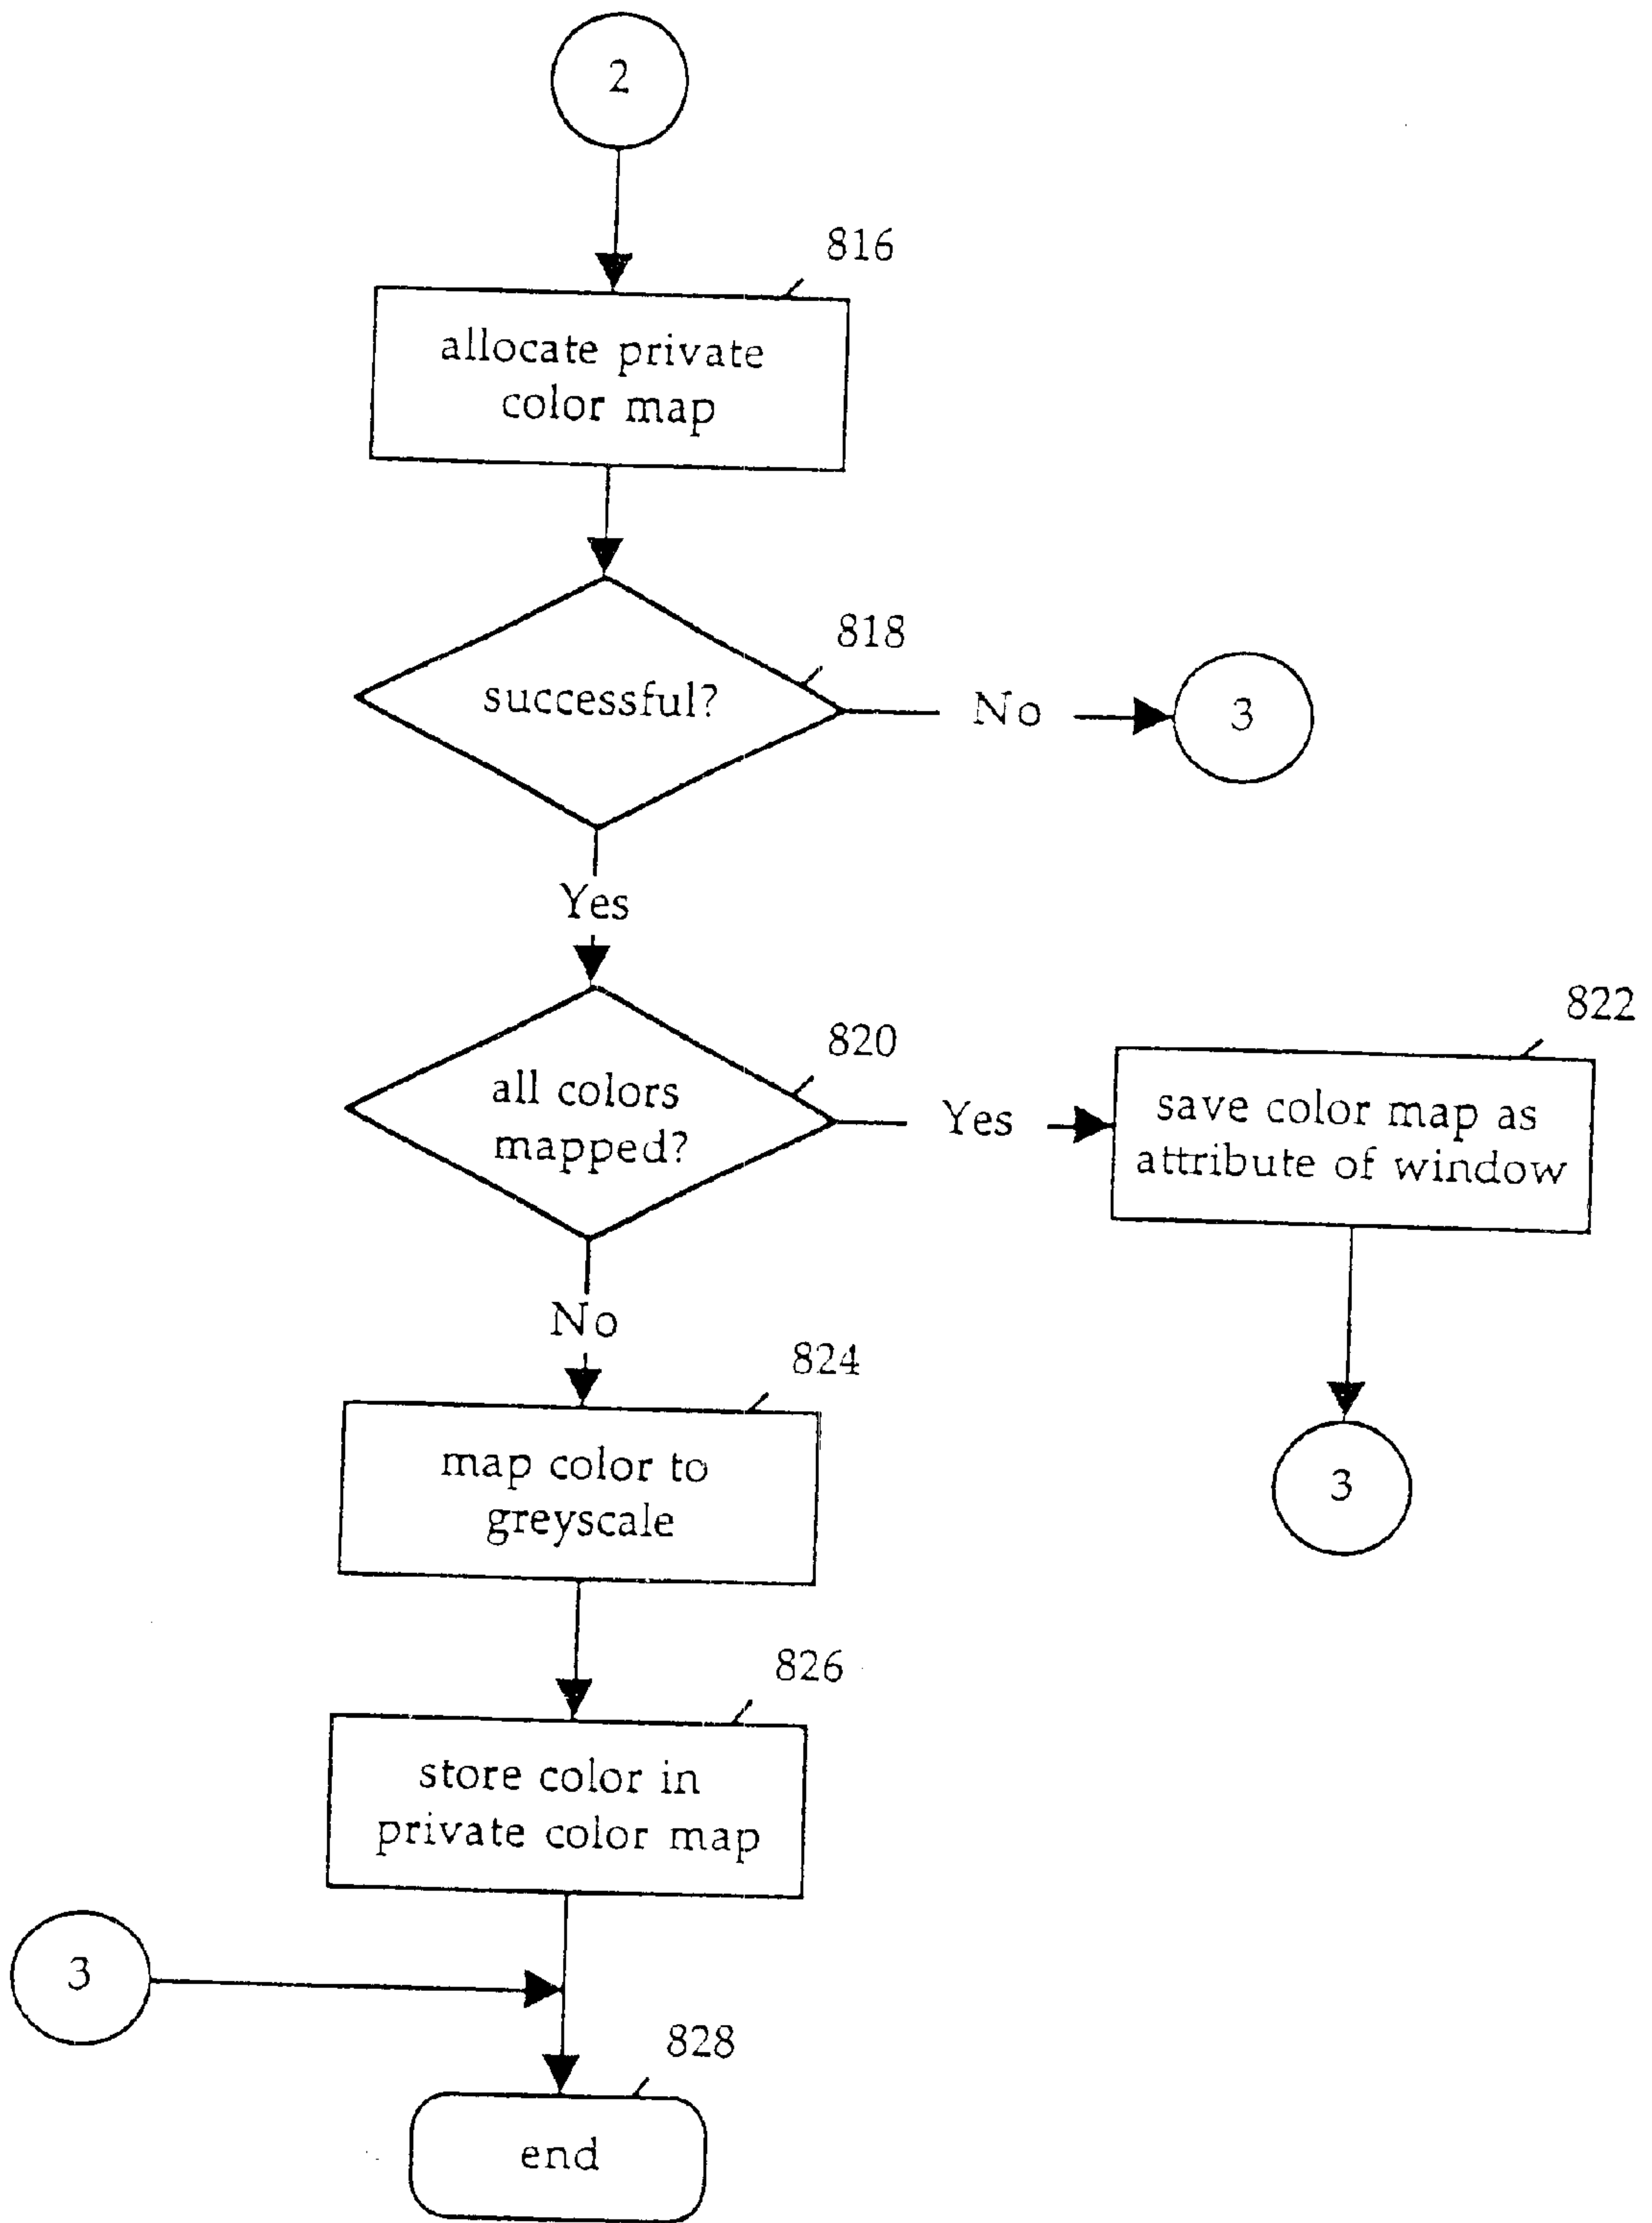 2
816
allocate private
color map
818
successful?
No
3
Yes
820
all colors
mapped?
Yes
822
save color map as
attribute of window
No
3
824
map color to
greyscale
826
store color in
private color map
3
828
end